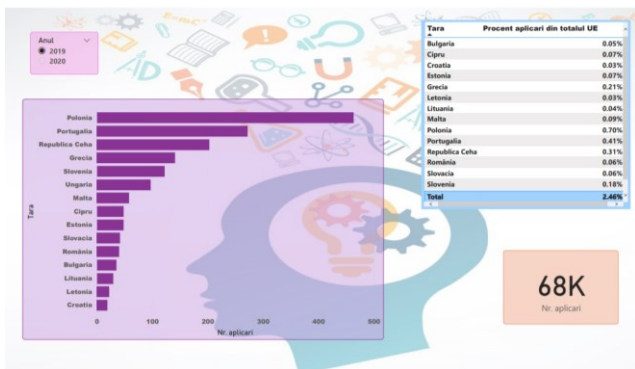 Anul
2019
2020
Tara Procent aplicari din totalul UE
Bulgaria 0.05%
Cipru 0.07%
Croatia 0.03%
Estonia 0.07%
Grecia 0.21%
Letonia 0.03%
Lituania 0.04%
Malta 0.09%
Polonia 0.70%
Portugalia 0.41%
Republica Ceha 0.31%
România 0.06%
Slovacia 0.06%
Slovenia 0.18%
Total 2.46%
Tara
Polonia
Portugalia
Republica Ceha
Grecia
Slovenia
Ungaria
Malta
Cipru
Estonia
Slovacia
România
Bulgaria
Lituania
Letonia
Croatia
0 100 200 300 400 500
Nr. aplicari
68K
Nr. aplicari